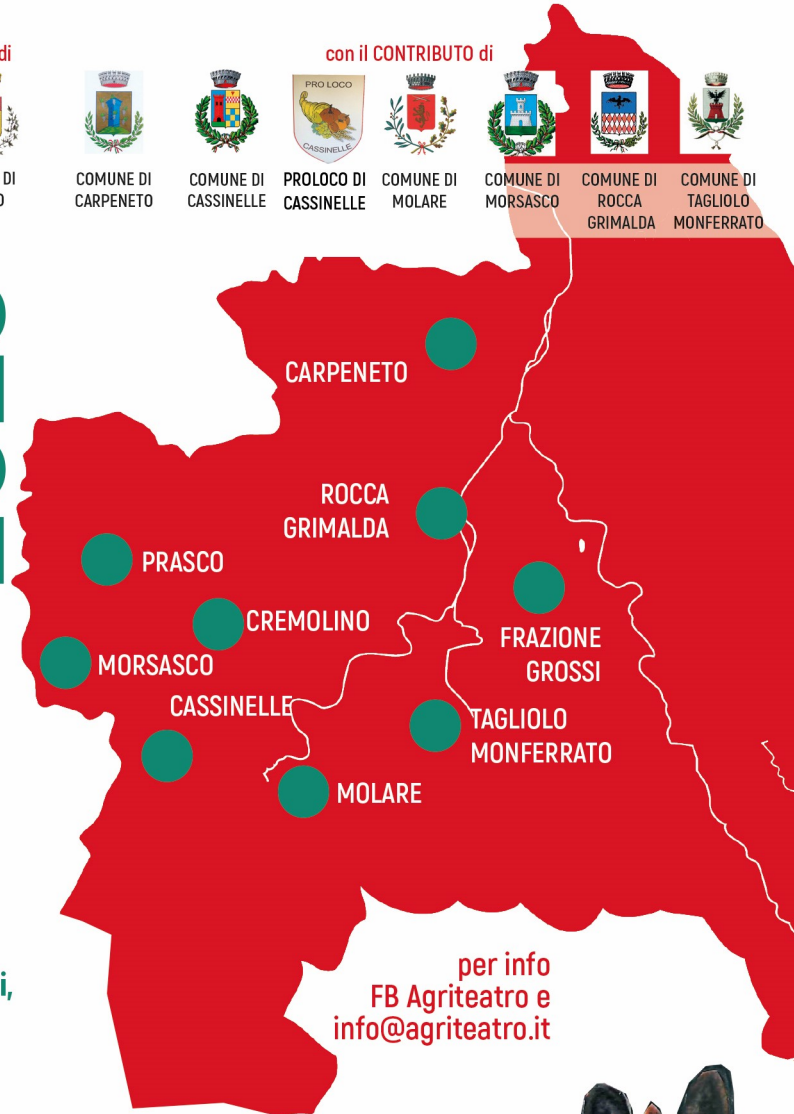 di
con il CONTRIBUTO di
PRO LOCO
CASSINELLE
DI
COMUNE DI
CARPENETO
COMUNE DI
CASSINELLE
PROLOCO DI
CASSINELLE
COMUNE DI
MOLARE
COMUNE DI
MORSASCO
COMUNE DI
ROCCA
GRIMALDA
COMUNE DI
TAGLIOLO
MONFERRATO
CARPENETO
ROCCA
GRIMALDA
PRASCO
CREMOLINO
FRAZIONE
GROSSI
MORSASCO
CASSINELLE
TAGLIOLO
MONFERRATO
MOLARE
per info
FB Agriteatro e
info@agriteatro.it
i,